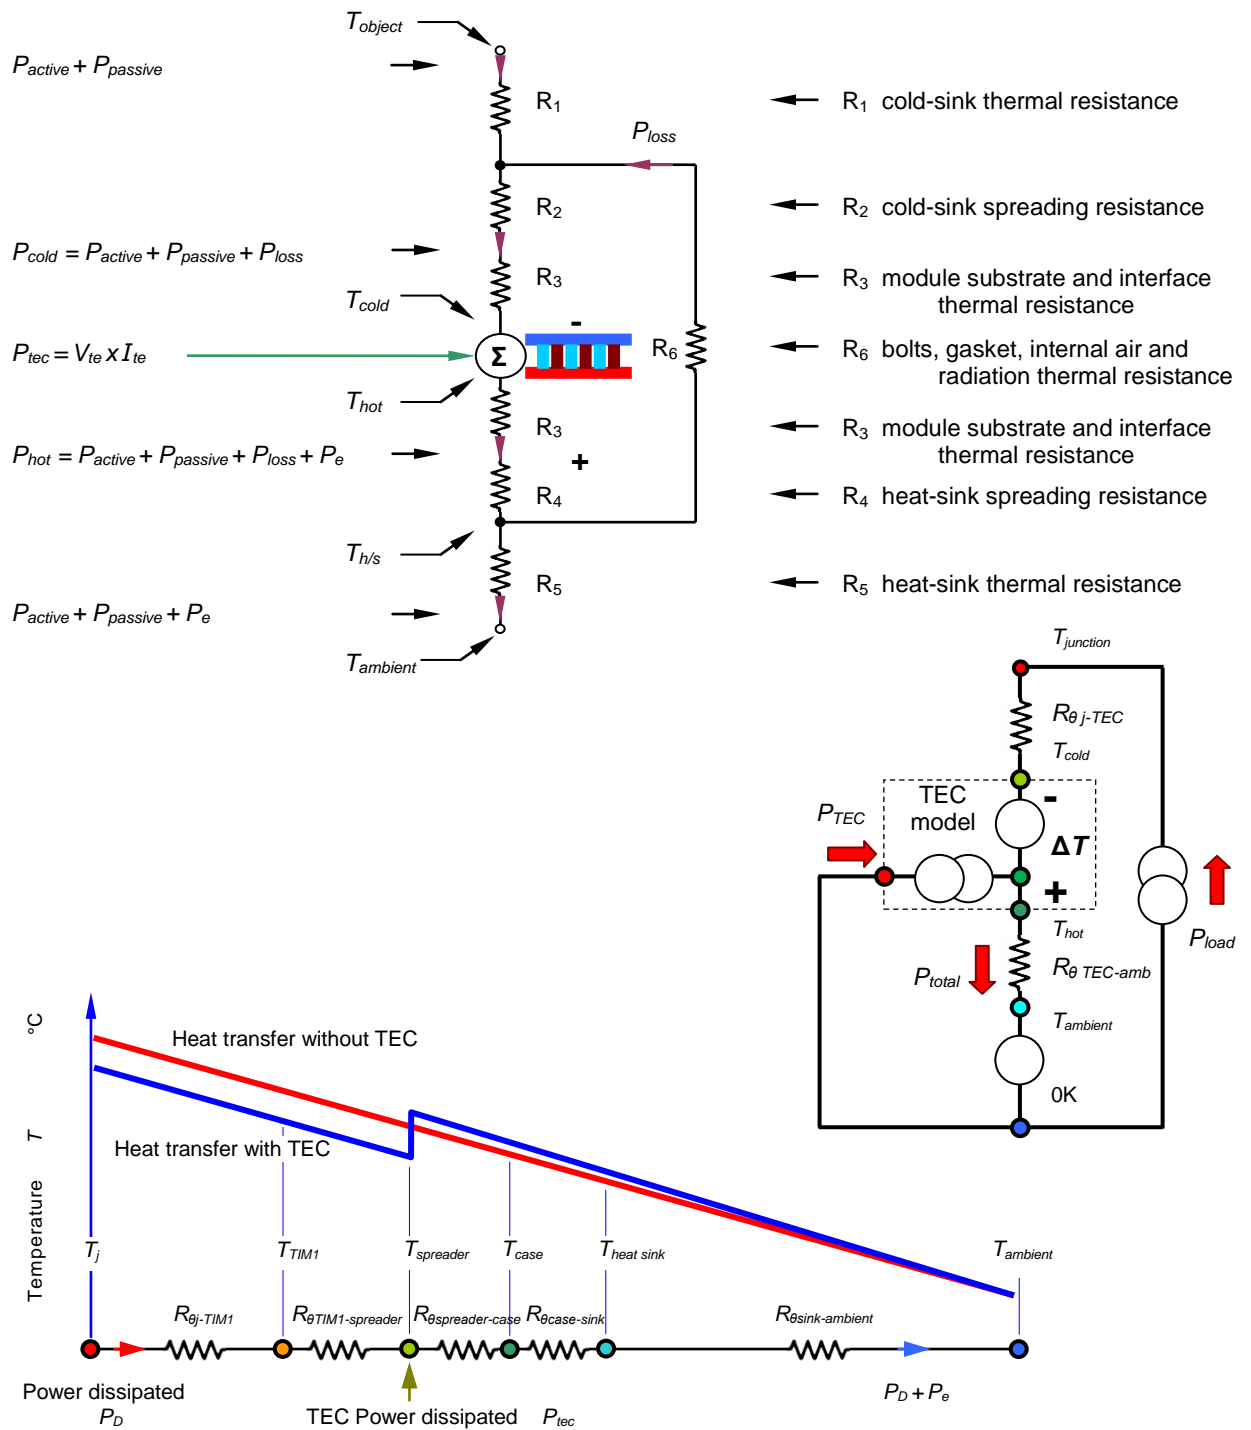 T_object
P_active + P_passive
R1
R1 cold-sink thermal resistance
P_loss
R2
R2 cold-sink spreading resistance
P_cold = P_active + P_passive + P_loss
R3
R3 module substrate and interface
thermal resistance
T_cold
-
P_tec = V_te x I_te
Σ
R6
R6 bolts, gasket, internal air and
radiation thermal resistance
T_hot
R3
R3 module substrate and interface
thermal resistance
P_hot = P_active + P_passive + P_loss + P_e
+
R4
R4 heat-sink spreading resistance
T_h/s
R5
R5 heat-sink thermal resistance
P_active + P_passive + P_e
T_ambient
T_junction
R_θ j-TEC
T_cold
TEC
model
-
P_TEC
ΔT
+
T_hot
P_load
P_total
R_θ TEC-amb
T_ambient
0K
Temperature T °C
Heat transfer without TEC
Heat transfer with TEC
T_j
T_TIM1
T_spreader
T_case
T_heat sink
T_ambient
R_θj-TIM1
R_θTIM1-spreader
R_θspreader-case
R_θcase-sink
R_θsink-ambient
Power dissipated
P_D
TEC Power dissipated P_tec
P_D + P_e